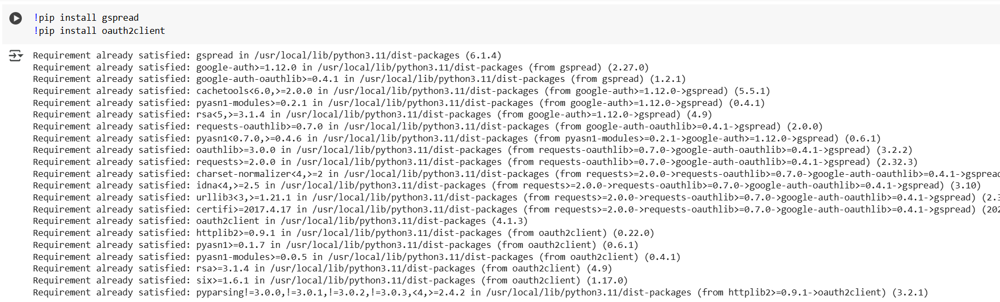 !pip install gspread
!pip install oauth2client
Requirement already satisfied: gspread in /usr/local/lib/python3.11/dist-packages (6.1.4)
Requirement already satisfied: google-auth>=1.12.0 in /usr/local/lib/python3.11/dist-packages (from gspread) (2.27.0)
Requirement already satisfied: google-auth-oauthlib>=0.4.1 in /usr/local/lib/python3.11/dist-packages (from gspread) (1.2.1)
Requirement already satisfied: cachetools<6.0,>=2.0.0 in /usr/local/lib/python3.11/dist-packages (from google-auth>=1.12.0->gspread) (5.5.1)
Requirement already satisfied: pyasn1-modules>=0.2.1 in /usr/local/lib/python3.11/dist-packages (from google-auth>=1.12.0->gspread) (0.4.1)
Requirement already satisfied: rsa<5,>=3.1.4 in /usr/local/lib/python3.11/dist-packages (from google-auth>=1.12.0->gspread) (4.9)
Requirement already satisfied: requests-oauthlib>=0.7.0 in /usr/local/lib/python3.11/dist-packages (from google-auth-oauthlib>=0.4.1->gspread) (2.0.0)
Requirement already satisfied: pyasn1<0.7.0,>=0.4.6 in /usr/local/lib/python3.11/dist-packages (from pyasn1-modules>=0.2.1->google-auth>=1.12.0->gspread) (0.6.1)
Requirement already satisfied: oauthlib>=3.0.0 in /usr/local/lib/python3.11/dist-packages (from requests-oauthlib>=0.7.0->google-auth-oauthlib>=0.4.1->gspread) (3.2.2)
Requirement already satisfied: requests>=2.0.0 in /usr/local/lib/python3.11/dist-packages (from requests-oauthlib>=0.7.0->google-auth-oauthlib>=0.4.1->gspread) (2.32.3)
Requirement already satisfied: charset-normalizer<4,>=2 in /usr/local/lib/python3.11/dist-packages (from requests>=2.0.0->requests-oauthlib>=0.7.0->google-auth-oauthlib>=0.4.1->gspread
Requirement already satisfied: idna<4,>=2.5 in /usr/local/lib/python3.11/dist-packages (from requests>=2.0.0->requests-oauthlib>=0.7.0->google-auth-oauthlib>=0.4.1->gspread) (3.10)
Requirement already satisfied: urllib3<3,>=1.21.1 in /usr/local/lib/python3.11/dist-packages (from requests>=2.0.0->requests-oauthlib>=0.7.0->google-auth-oauthlib>=0.4.1->gspread) (2.3
Requirement already satisfied: certifi>=2017.4.17 in /usr/local/lib/python3.11/dist-packages (from requests>=2.0.0->requests-oauthlib>=0.7.0->google-auth-oauthlib>=0.4.1->gspread) (202
Requirement already satisfied: oauth2client in /usr/local/lib/python3.11/dist-packages (4.1.3)
Requirement already satisfied: httplib2>=0.9.1 in /usr/local/lib/python3.11/dist-packages (from oauth2client) (0.22.0)
Requirement already satisfied: pyasn1>=0.1.7 in /usr/local/lib/python3.11/dist-packages (from oauth2client) (0.6.1)
Requirement already satisfied: pyasn1-modules>=0.0.5 in /usr/local/lib/python3.11/dist-packages (from oauth2client) (0.4.1)
Requirement already satisfied: rsa>=3.1.4 in /usr/local/lib/python3.11/dist-packages (from oauth2client) (4.9)
Requirement already satisfied: six>=1.6.1 in /usr/local/lib/python3.11/dist-packages (from oauth2client) (1.17.0)
Requirement already satisfied: pyparsing!=3.0.0,!=3.0.1,!=3.0.2,!=3.0.3,<4,>=2.4.2 in /usr/local/lib/python3.11/dist-packages (from httplib2>=0.9.1->oauth2client) (3.2.1)